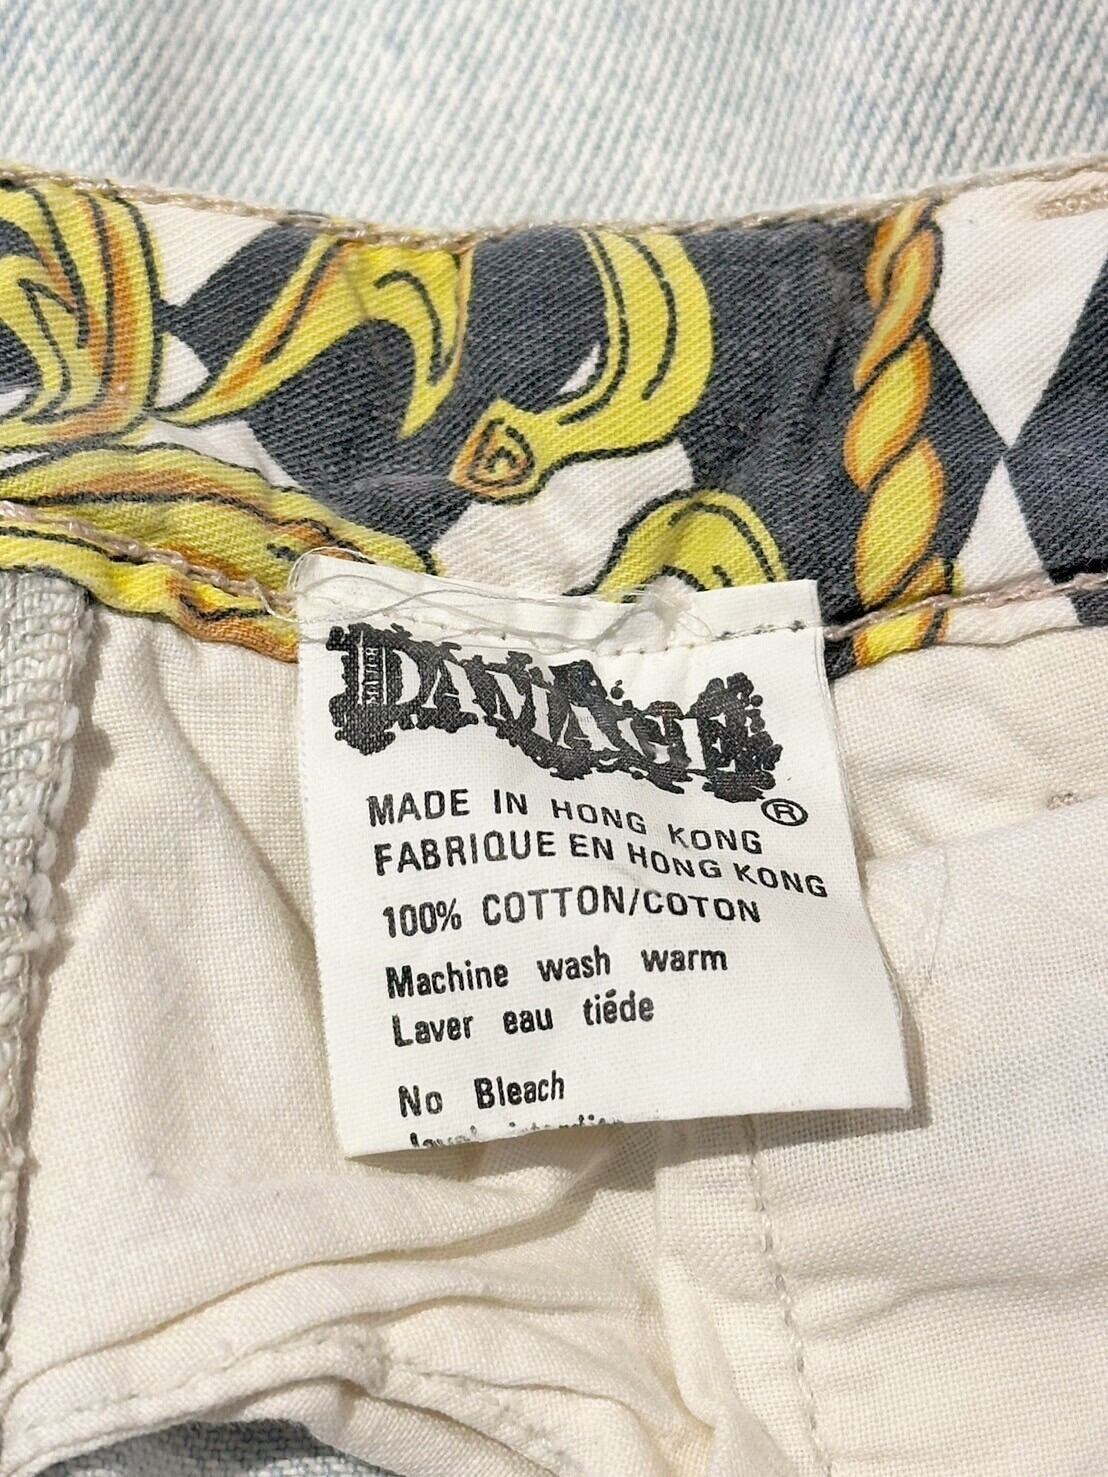 WATER
DAMAGE
®
MADE IN HONG KONG
FABRIQUE EN HONG KONG
100% COTTON/COTON
Machine wash warm
Laver eau tiéde
No Bleach